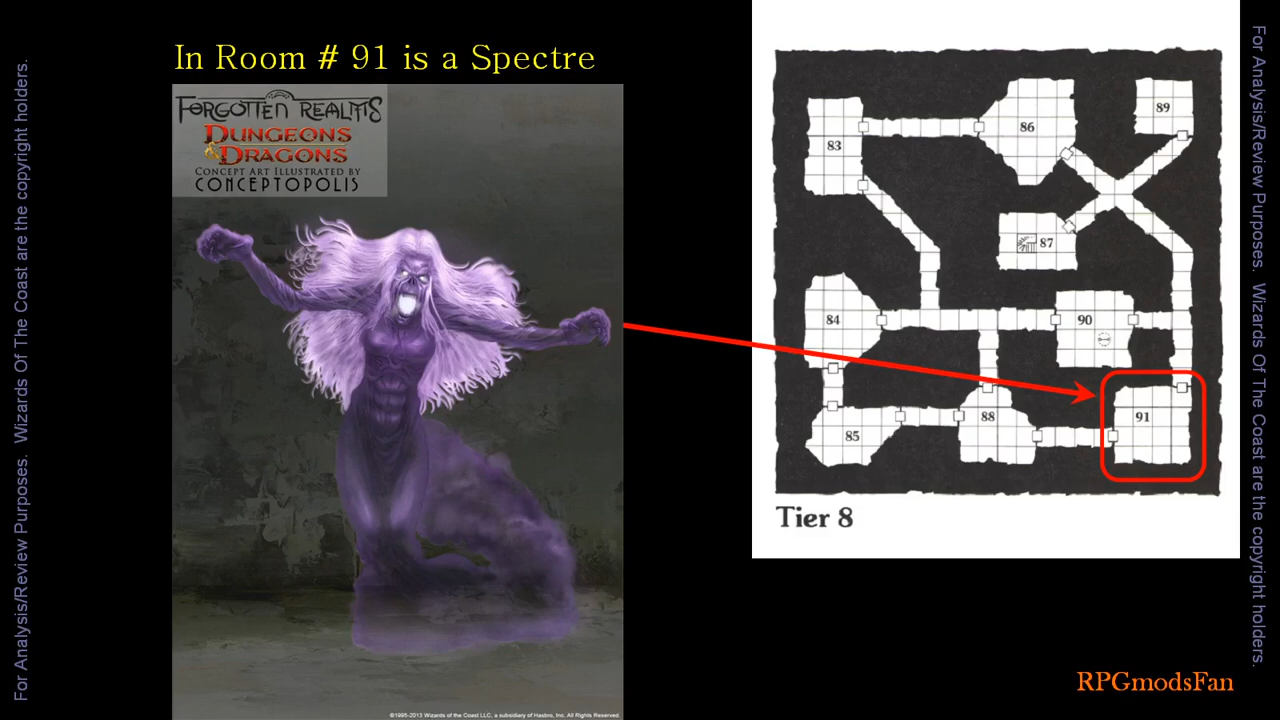 For Analysis/Review Purposes. Wizards Of The Coast are the copyright holders.
In Room # 91 is a Spectre
FORGOTTEN REALMS
DUNGEONS
& DRAGONS
CONCEPT ART ILLUSTRATED BY
CONCEPTOPOLIS
©1995-2013 Wizards of the Coast LLC, a subsidiary of Hasbro, Inc. All Rights Reserved.
83
86
89
87
84
90
85
88
91
Tier 8
For Analysis/Review Purposes. Wizards Of The Coast are the copyright holders.
RPGmodsFan